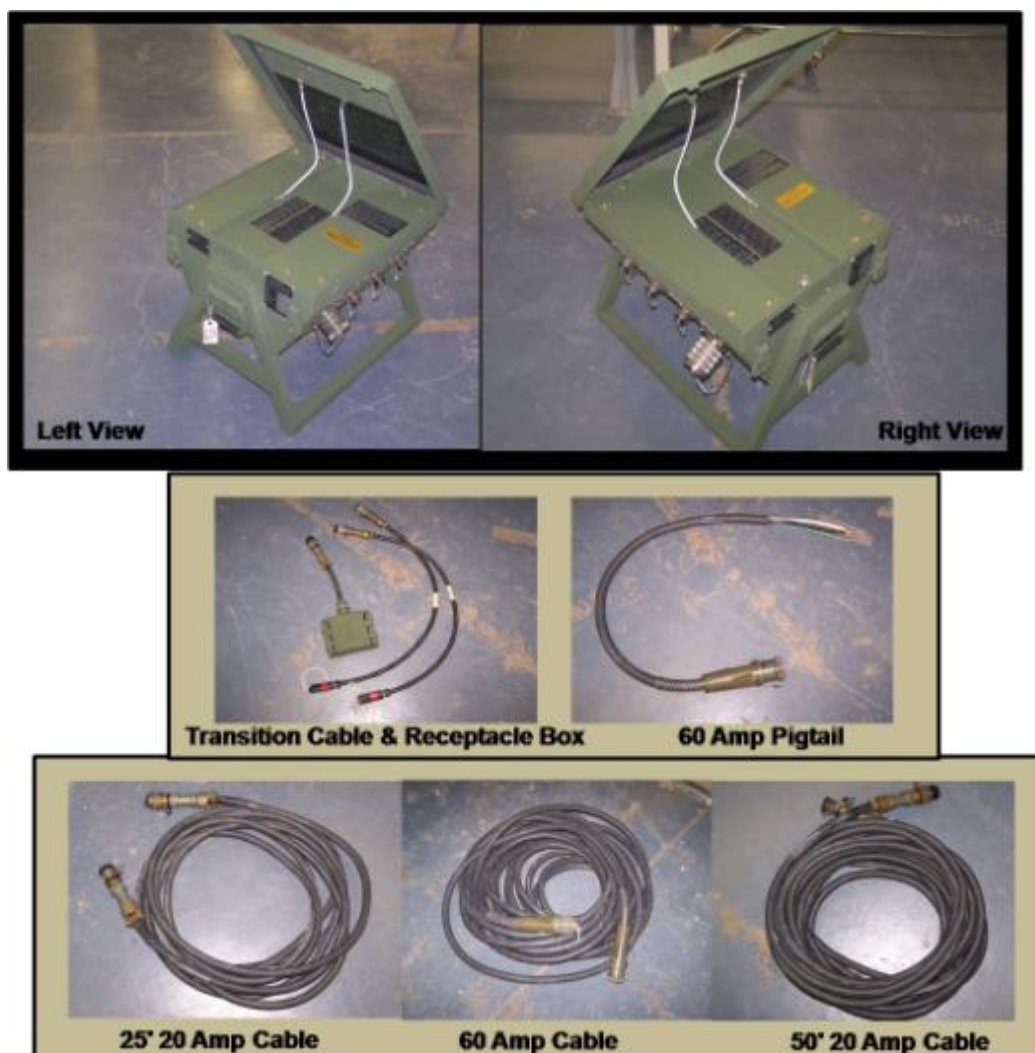 Left View
Right View
Transition Cable & Receptacle Box
60 Amp Pigtail
25' 20 Amp Cable
60 Amp Cable
50' 20 Amp Cable